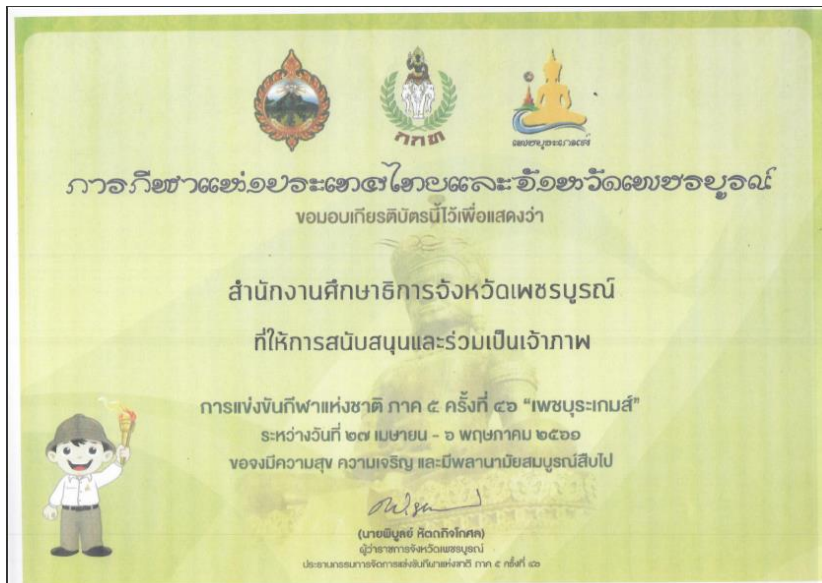 กกท
เพชบุระเกมส์
การกีฬาแห่งประเทศไทยและจังหวัดเพชรบูรณ์
ขอมอบเกียรติบัตรนี้ไว้เพื่อแสดงว่า
สำนักงานศึกษาธิการจังหวัดเพชรบูรณ์
ที่ให้การสนับสนุนและร่วมเป็นเจ้าภาพ
การแข่งขันกีฬาแห่งชาติ ภาค ๕ ครั้งที่ ๔๖ “เพชบุระเกมส์”
ระหว่างวันที่ ๒๗ เมษายน - ๖ พฤษภาคม ๒๕๖๑
ขอจงมีความสุข ความเจริญ และมีพลานามัยสมบูรณ์สืบไป
(นายพิบูลย์ หัตถกิจโกศล)
ผู้ว่าราชการจังหวัดเพชรบูรณ์
ประธานกรรมการจัดการแข่งขันกีฬาแห่งชาติ ภาค ๕ ครั้งที่ ๔๖